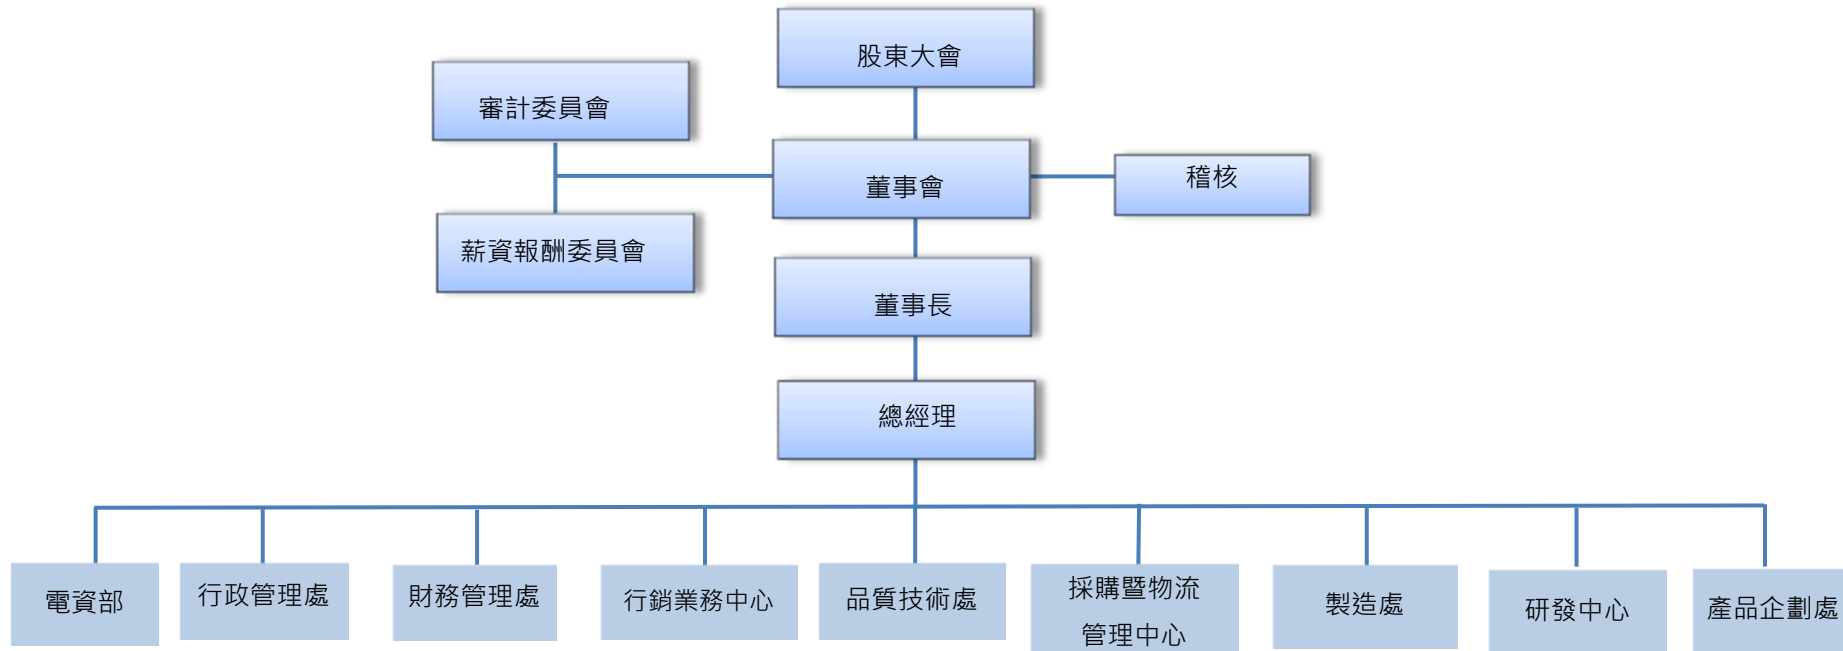 股東大會
審計委員會
董事會
稽核
薪資報酬委員會
董事長
總經理
電資部
行政管理處
財務管理處
行銷業務中心
品質技術處
採購暨物流
管理中心
製造處
研發中心
產品企劃處